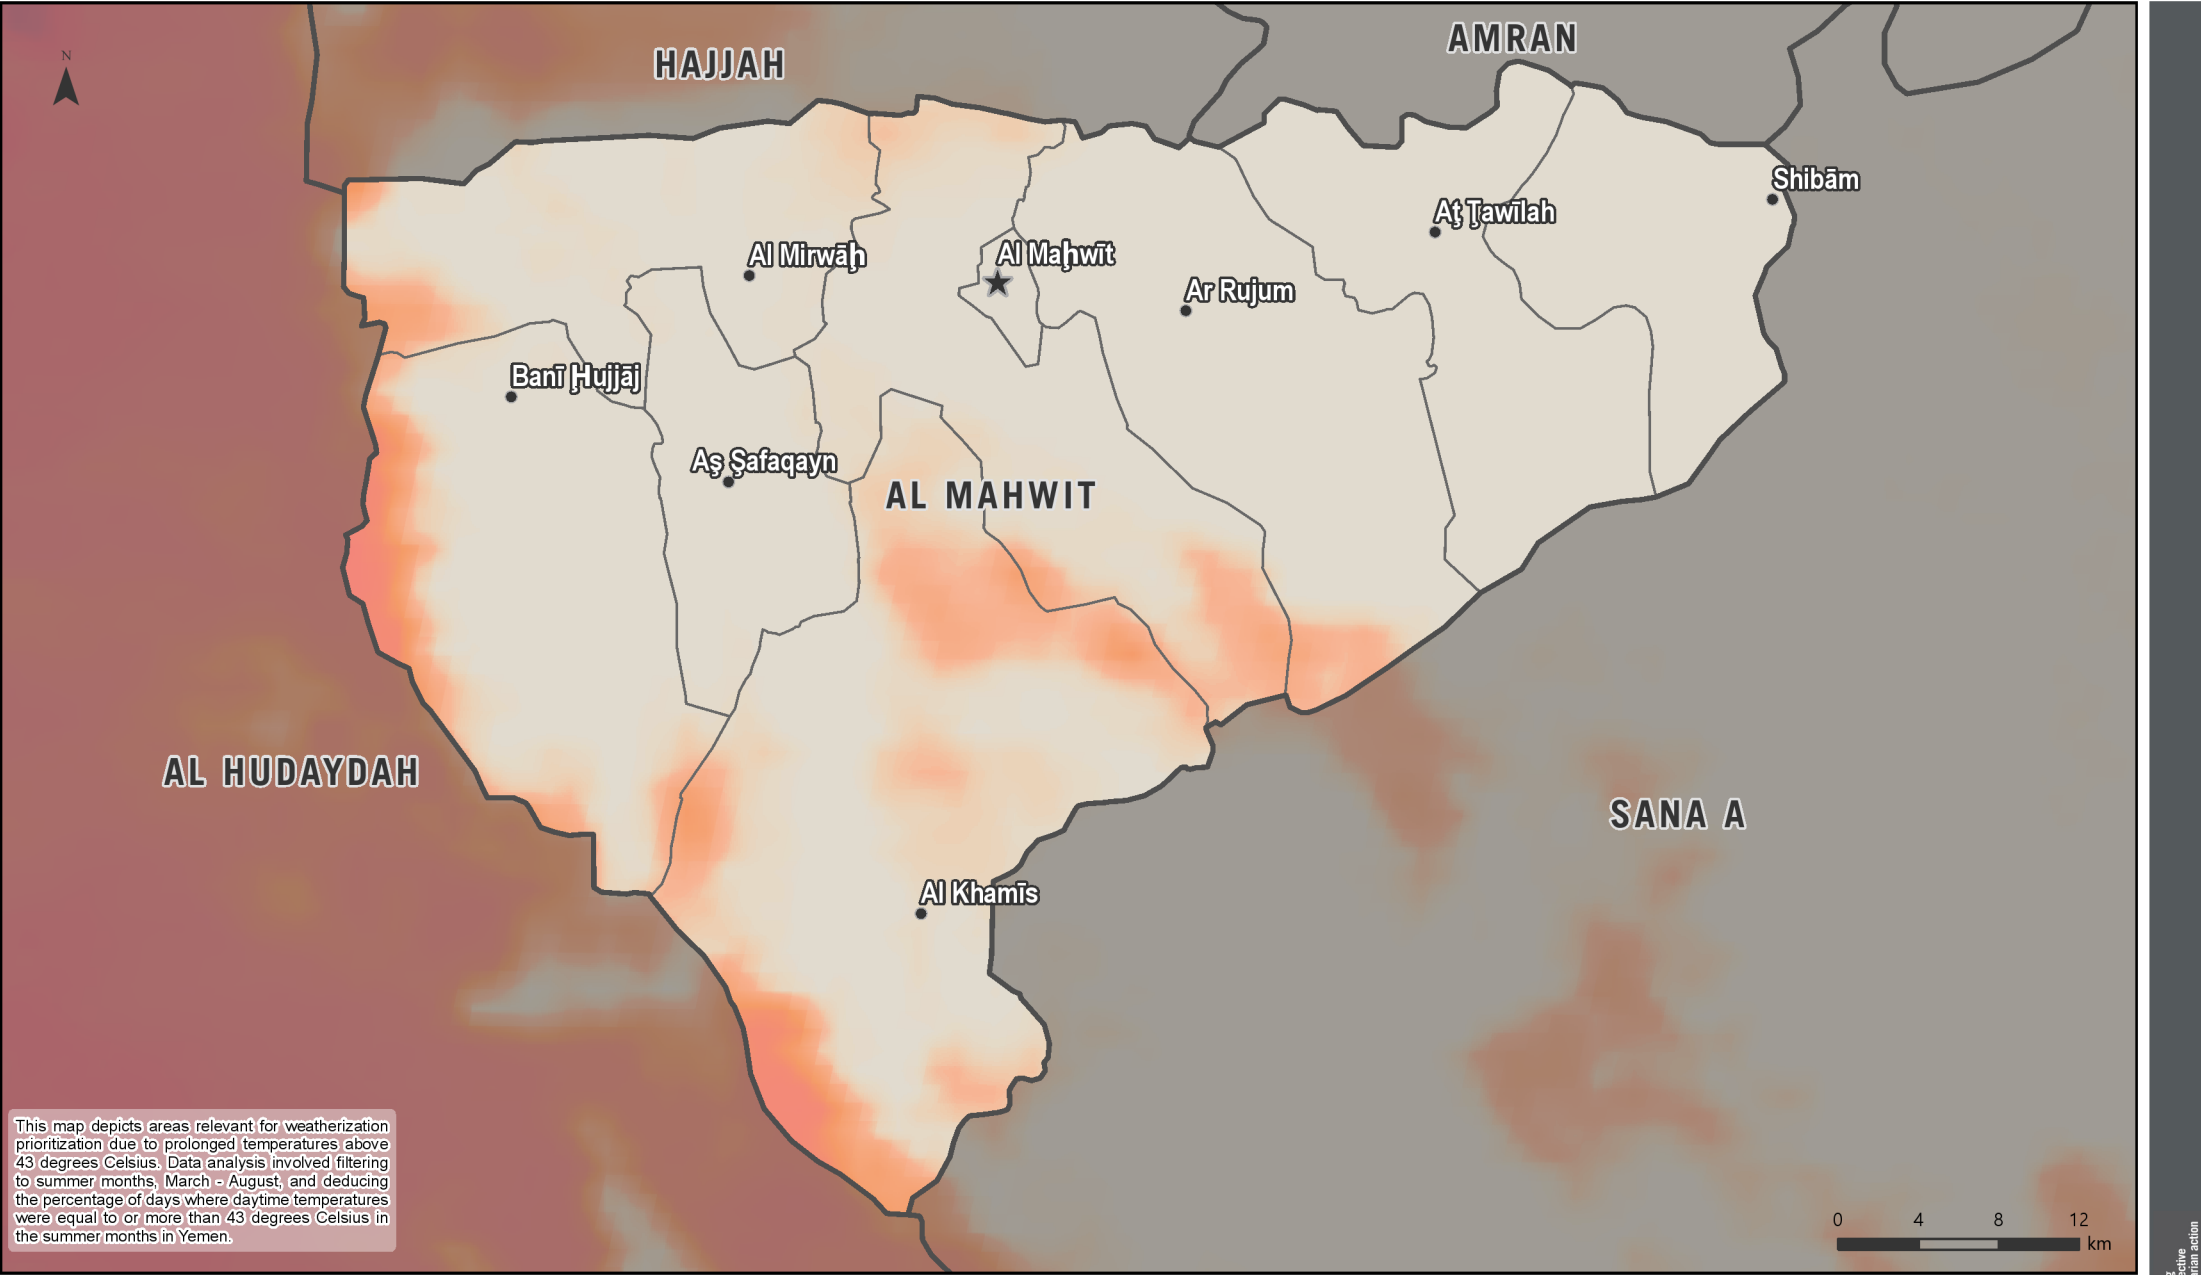 HAJJAH
AMRAN
N
Shibām
Aţ Ţawīlah
Al Mirwāḩ
Al Maḩwīt
Ar Rujum
Banī Ḩujjāj
Aş Şafaqayn
AL MAHWIT
AL HUDAYDAH
SANA A
Al Khamīs
This map depicts areas relevant for weatherization
prioritization due to prolonged temperatures above
43 degrees Celsius. Data analysis involved filtering
to summer months, March - August, and deducing
the percentage of days where daytime temperatures
were equal to or more than 43 degrees Celsius in
the summer months in Yemen.
0 4 8 12
km